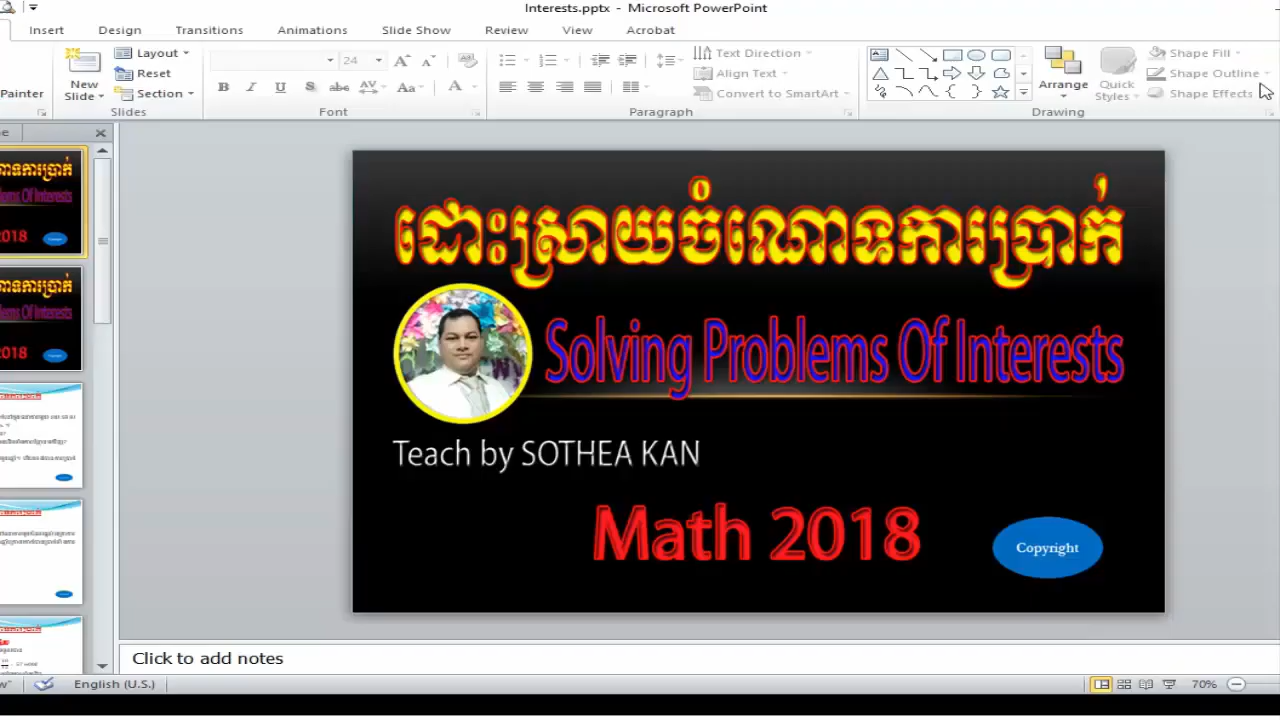 Interests.pptx - Microsoft PowerPoint
Insert Design Transitions Animations Slide Show Review View Acrobat
New Slide
Layout
Reset
Section
Painter
Slides
24
B I U S abc AV Aa A
Font
Text Direction
Align Text
Convert to SmartArt
Paragraph
Arrange
Quick Styles
Shape Fill
Shape Outline
Shape Effects
Drawing
ដោះស្រាយចំណោទការប្រាក់
Solving Problems Of Interests
Teach by SOTHEA KAN
Math 2018
Copyright
Click to add notes
English (U.S.)
70%